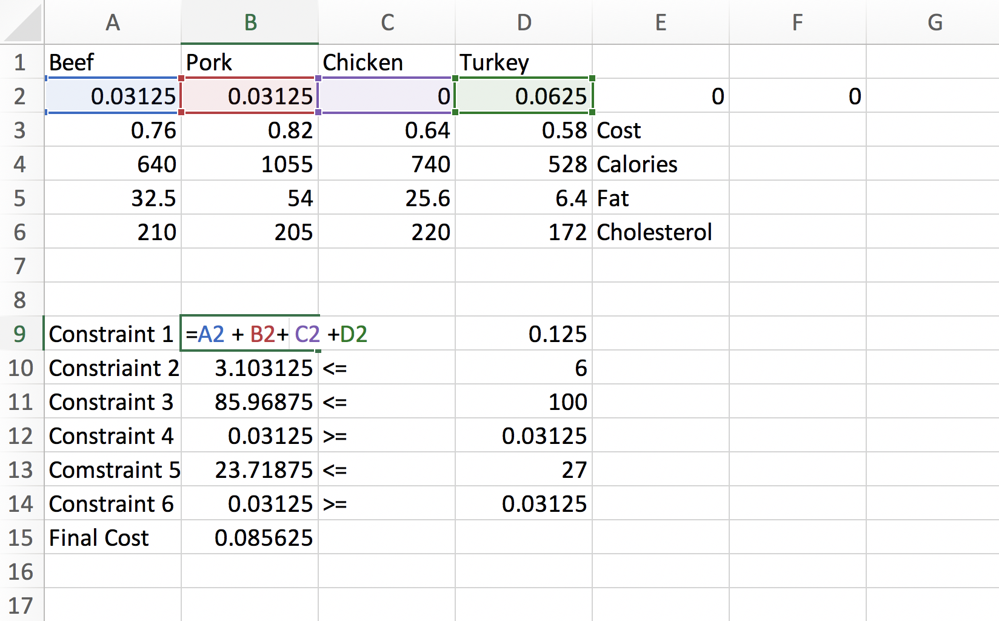 A B C D E F G
1 Beef Pork Chicken Turkey
2 0.03125 0.03125 0 0.0625 0 0
3 0.76 0.82 0.64 0.58 Cost
4 640 1055 740 528 Calories
5 32.5 54 25.6 6.4 Fat
6 210 205 220 172 Cholesterol
7
8
9 Constraint 1 =A2 + B2+ C2 +D2 0.125
10 Constriaint 2 3.103125 <= 6
11 Constraint 3 85.96875 <= 100
12 Constraint 4 0.03125 >= 0.03125
13 Comstraint 5 23.71875 <= 27
14 Constraint 6 0.03125 >= 0.03125
15 Final Cost 0.085625
16
17